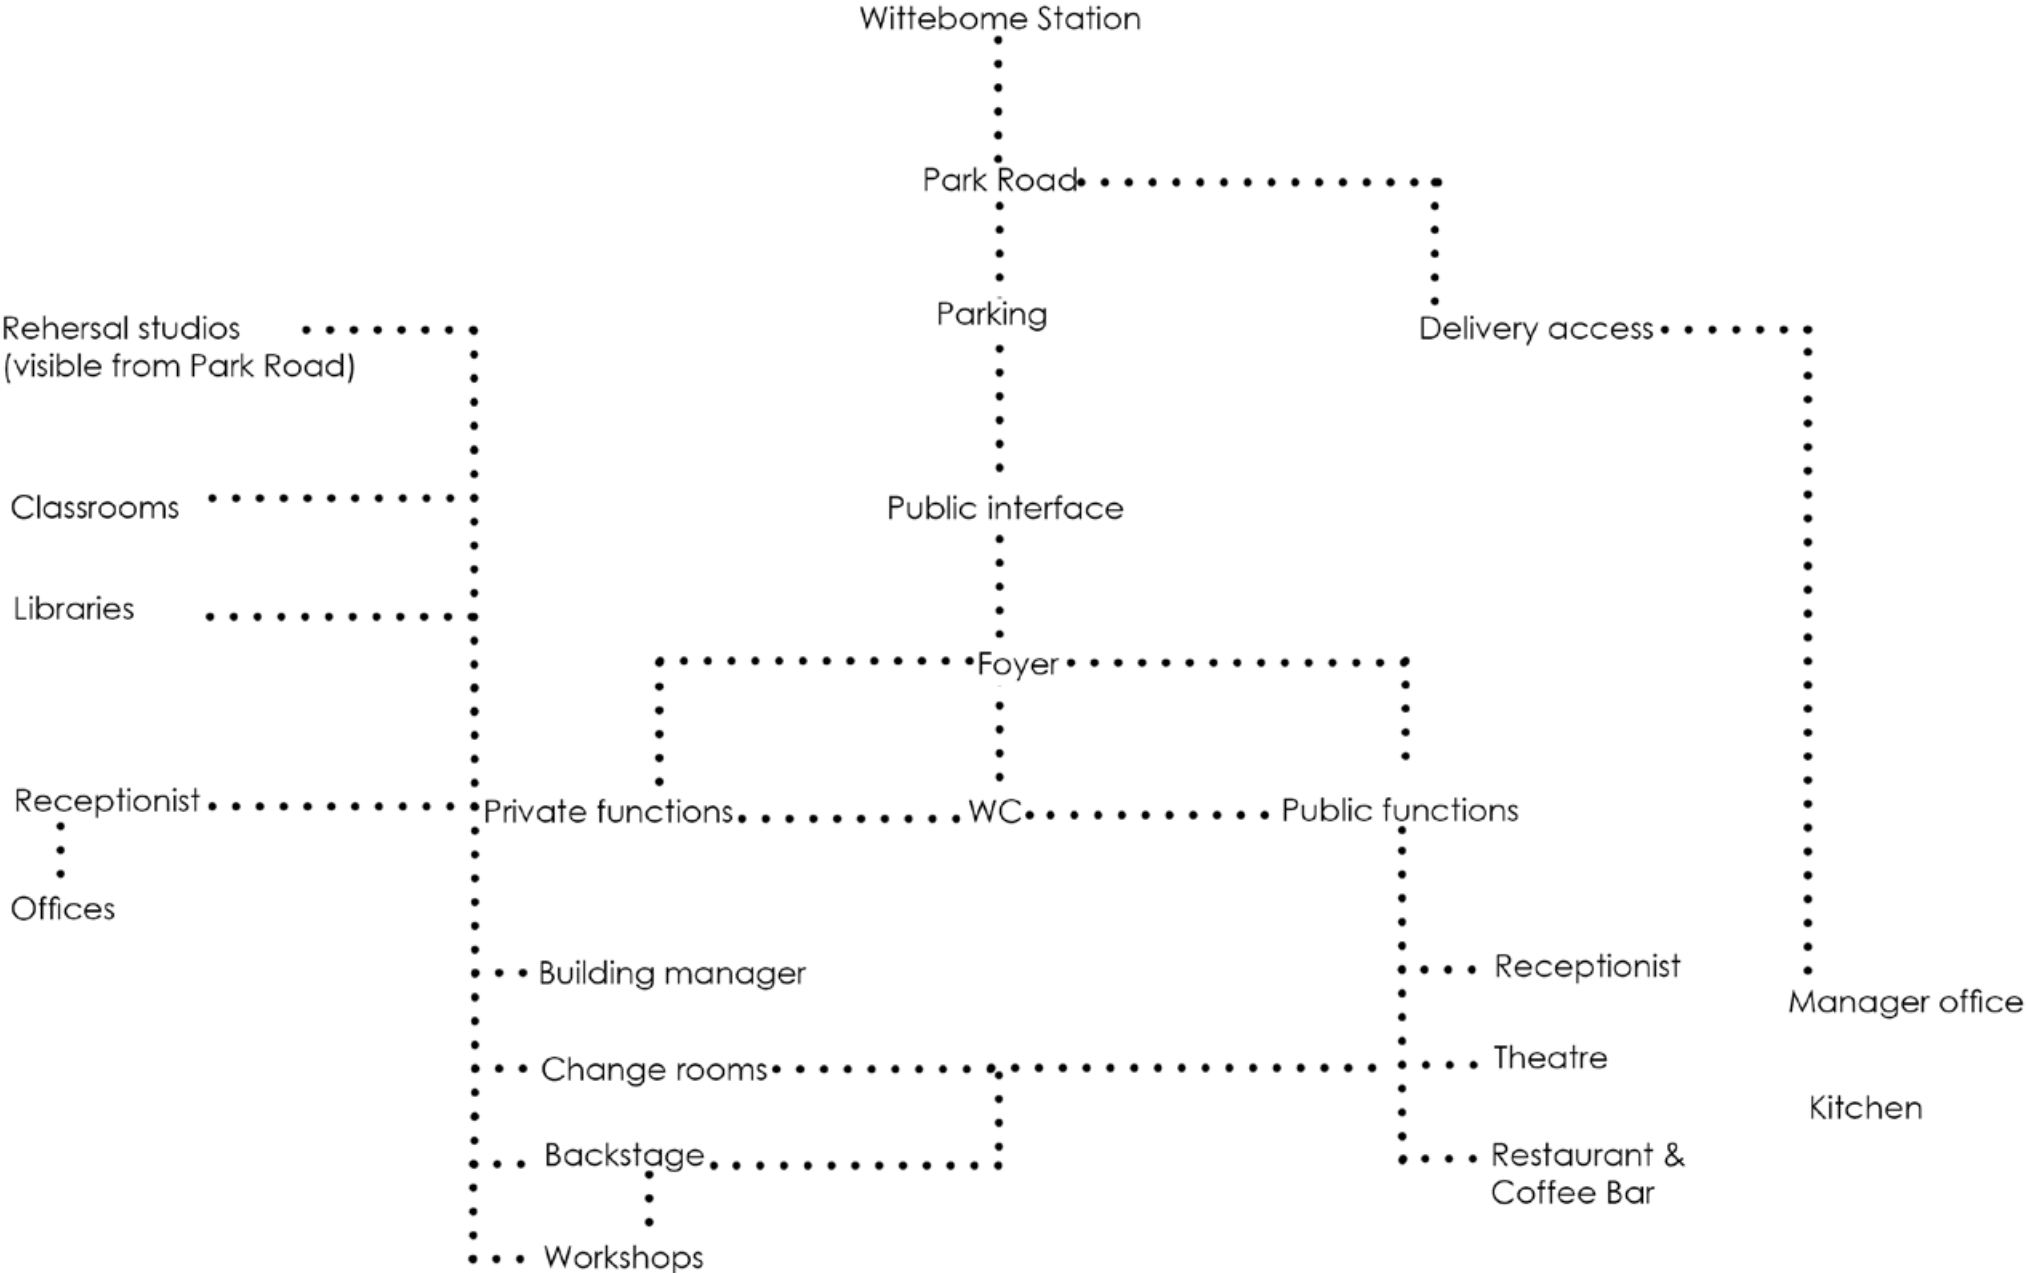 Wittebome Station
Park Road
Parking
Delivery access
Rehersal studios
(visible from Park Road)
Public interface
Classrooms
Libraries
Foyer
Receptionist
Private functions
WC
Public functions
Offices
Building manager
Receptionist
Manager office
Change rooms
Theatre
Kitchen
Backstage
Restaurant &
Coffee Bar
Workshops